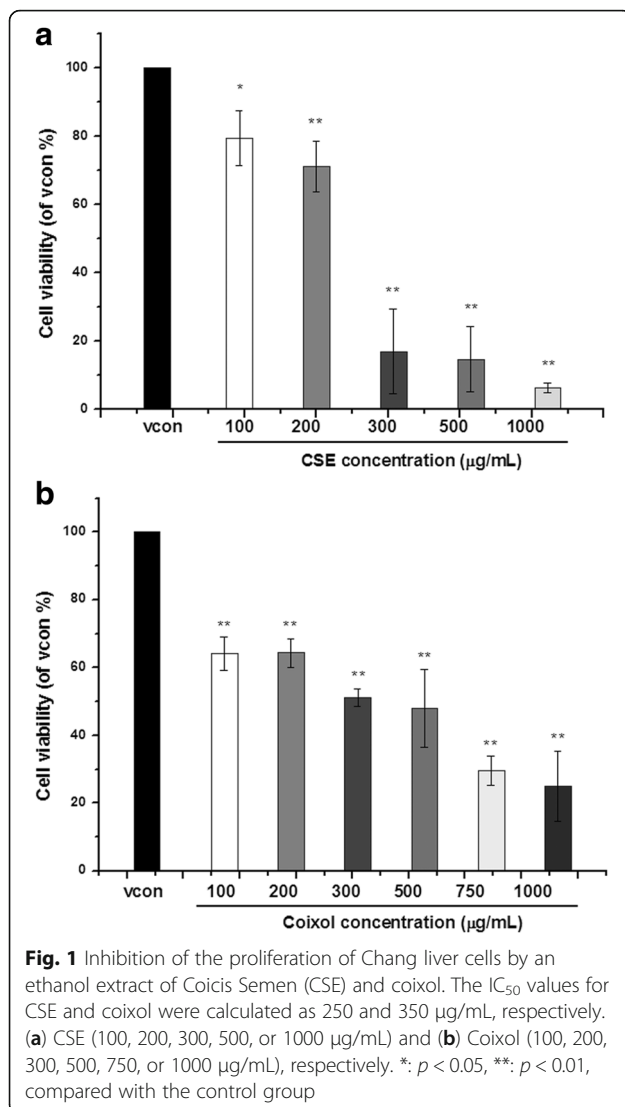 a
100
80
60
40
20
0
Cell viability (of vcon %)
*
**
**
**
**
vcon 100 200 300 500 1000
CSE concentration (µg/mL)
b
100
80
60
40
20
0
Cell viability (of vcon %)
**
**
**
**
**
**
vcon 100 200 300 500 750 1000
Coixol concentration (µg/mL)
Fig. 1 Inhibition of the proliferation of Chang liver cells by an
ethanol extract of Coicis Semen (CSE) and coixol. The IC₅₀ values for
CSE and coixol were calculated as 250 and 350 µg/mL, respectively.
(a) CSE (100, 200, 300, 500, or 1000 µg/mL) and (b) Coixol (100, 200,
300, 500, 750, or 1000 µg/mL), respectively. *: p < 0.05, **: p < 0.01,
compared with the control group